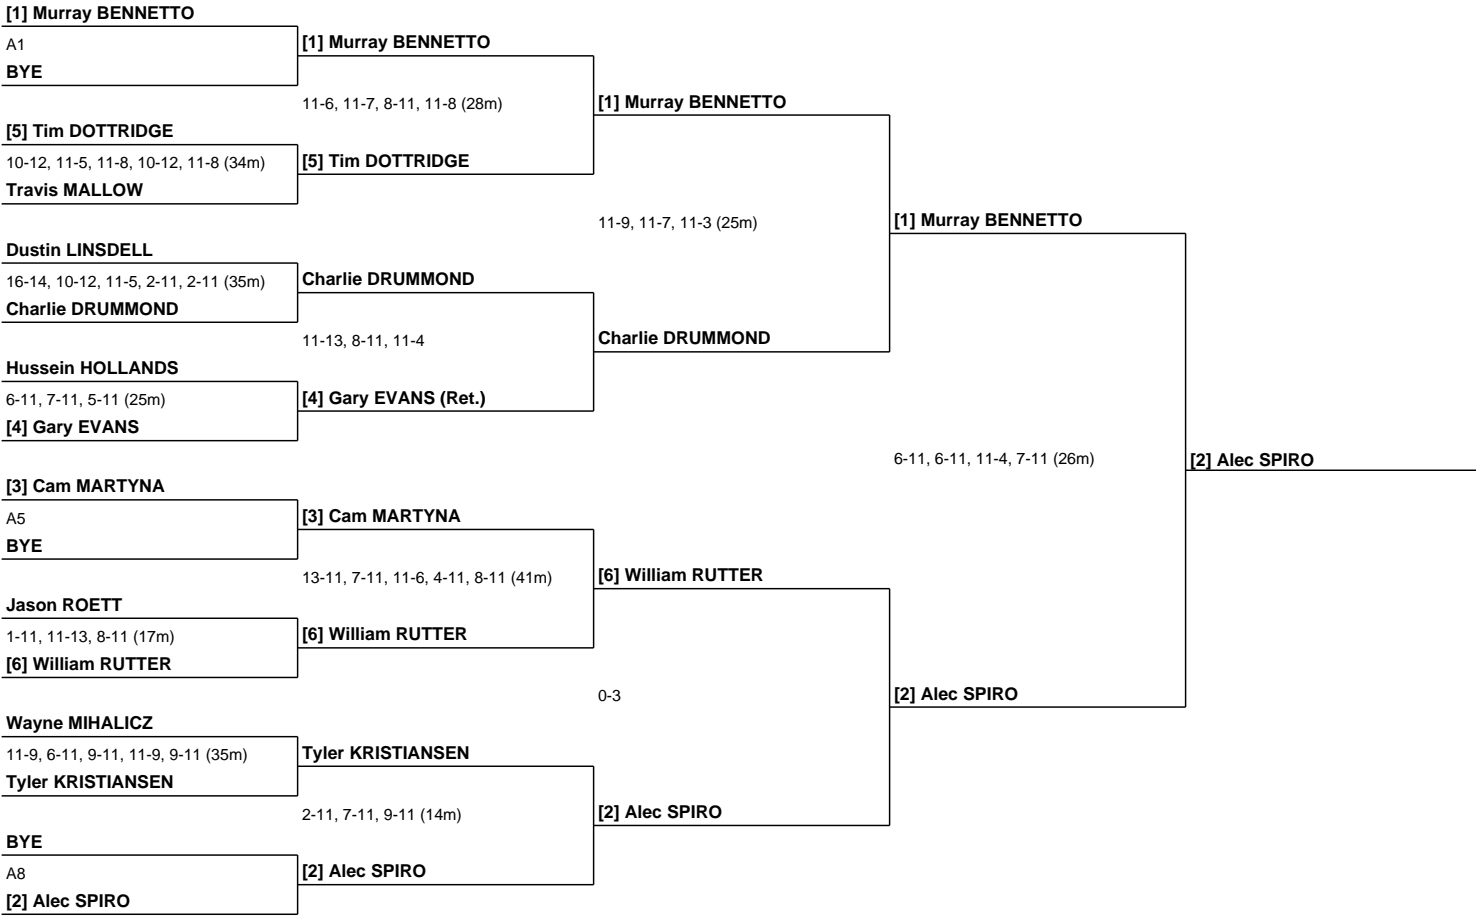 [1] Murray BENNETTO
A1
BYE
[5] Tim DOTTRIDGE
10-12, 11-5, 11-8, 10-12, 11-8 (34m)
Travis MALLOW
Dustin LINSDELL
16-14, 10-12, 11-5, 2-11, 2-11 (35m)
Charlie DRUMMOND
Hussein HOLLANDS
6-11, 7-11, 5-11 (25m)
[4] Gary EVANS
[3] Cam MARTYNA
A5
BYE
Jason ROETT
1-11, 11-13, 8-11 (17m)
[6] William RUTTER
Wayne MIHALICZ
11-9, 6-11, 9-11, 11-9, 9-11 (35m)
Tyler KRISTIANSEN
BYE
A8
[2] Alec SPIRO
[1] Murray BENNETTO
11-6, 11-7, 8-11, 11-8 (28m)
[5] Tim DOTTRIDGE
Charlie DRUMMOND
11-13, 8-11, 11-4
[4] Gary EVANS (Ret.)
[3] Cam MARTYNA
13-11, 7-11, 11-6, 4-11, 8-11 (41m)
[6] William RUTTER
Tyler KRISTIANSEN
2-11, 7-11, 9-11 (14m)
[2] Alec SPIRO
[1] Murray BENNETTO
11-9, 11-7, 11-3 (25m)
Charlie DRUMMOND
[6] William RUTTER
0-3
[2] Alec SPIRO
[1] Murray BENNETTO
6-11, 6-11, 11-4, 7-11 (26m)
[2] Alec SPIRO
[2] Alec SPIRO